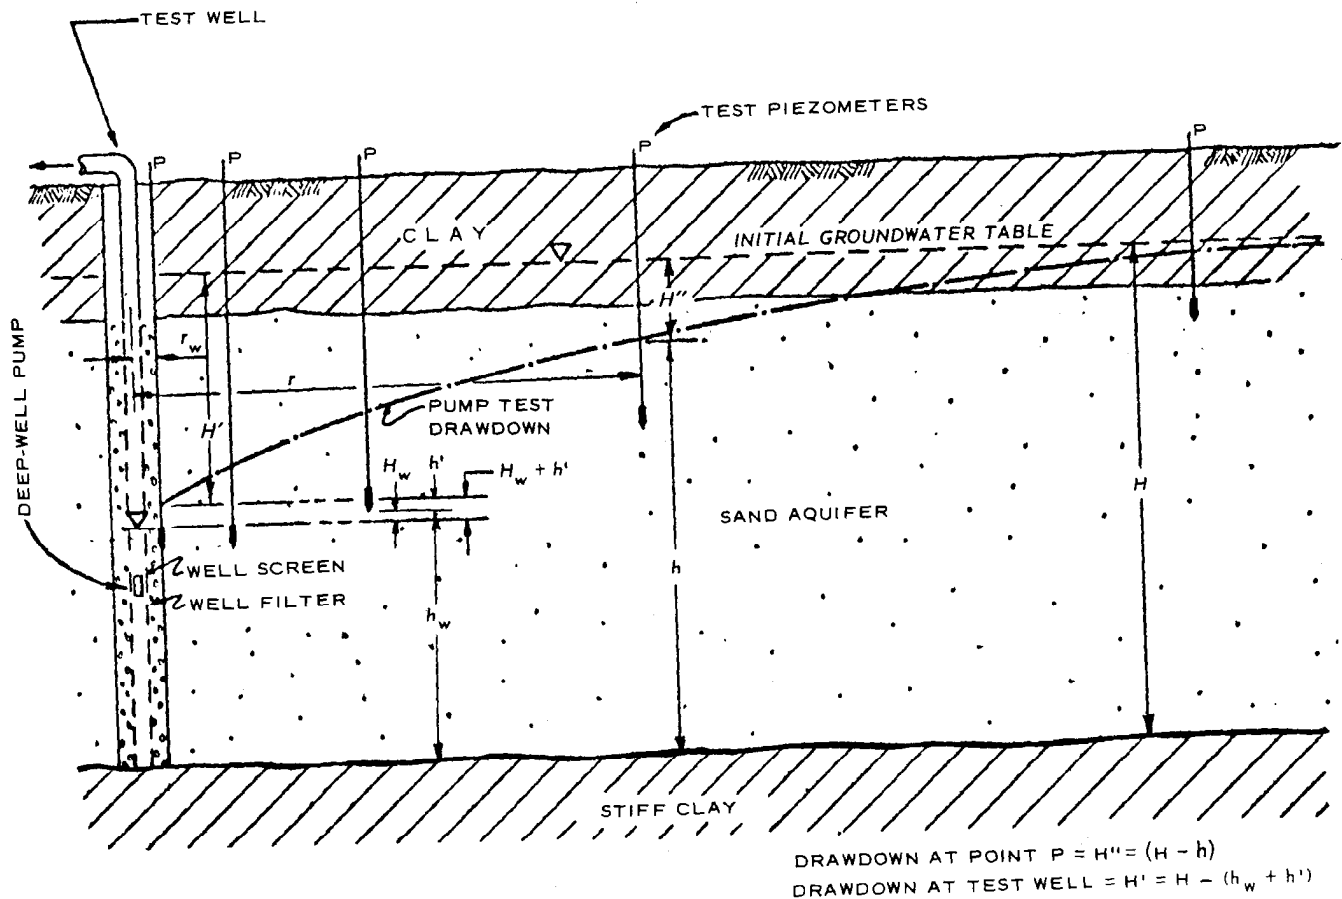 TEST WELL
TEST PIEZOMETERS
P
P
P
P
P
CLAY
INITIAL GROUNDWATER TABLE
H''
r_w
r
DEEP-WELL PUMP
H'
PUMP TEST
DRAWDOWN
H_w
h'
H_w + h'
H
SAND AQUIFER
WELL SCREEN
WELL FILTER
h
h_w
STIFF CLAY
DRAWDOWN AT POINT P = H'' = (H - h)
DRAWDOWN AT TEST WELL = H' = H - (h_w + h')